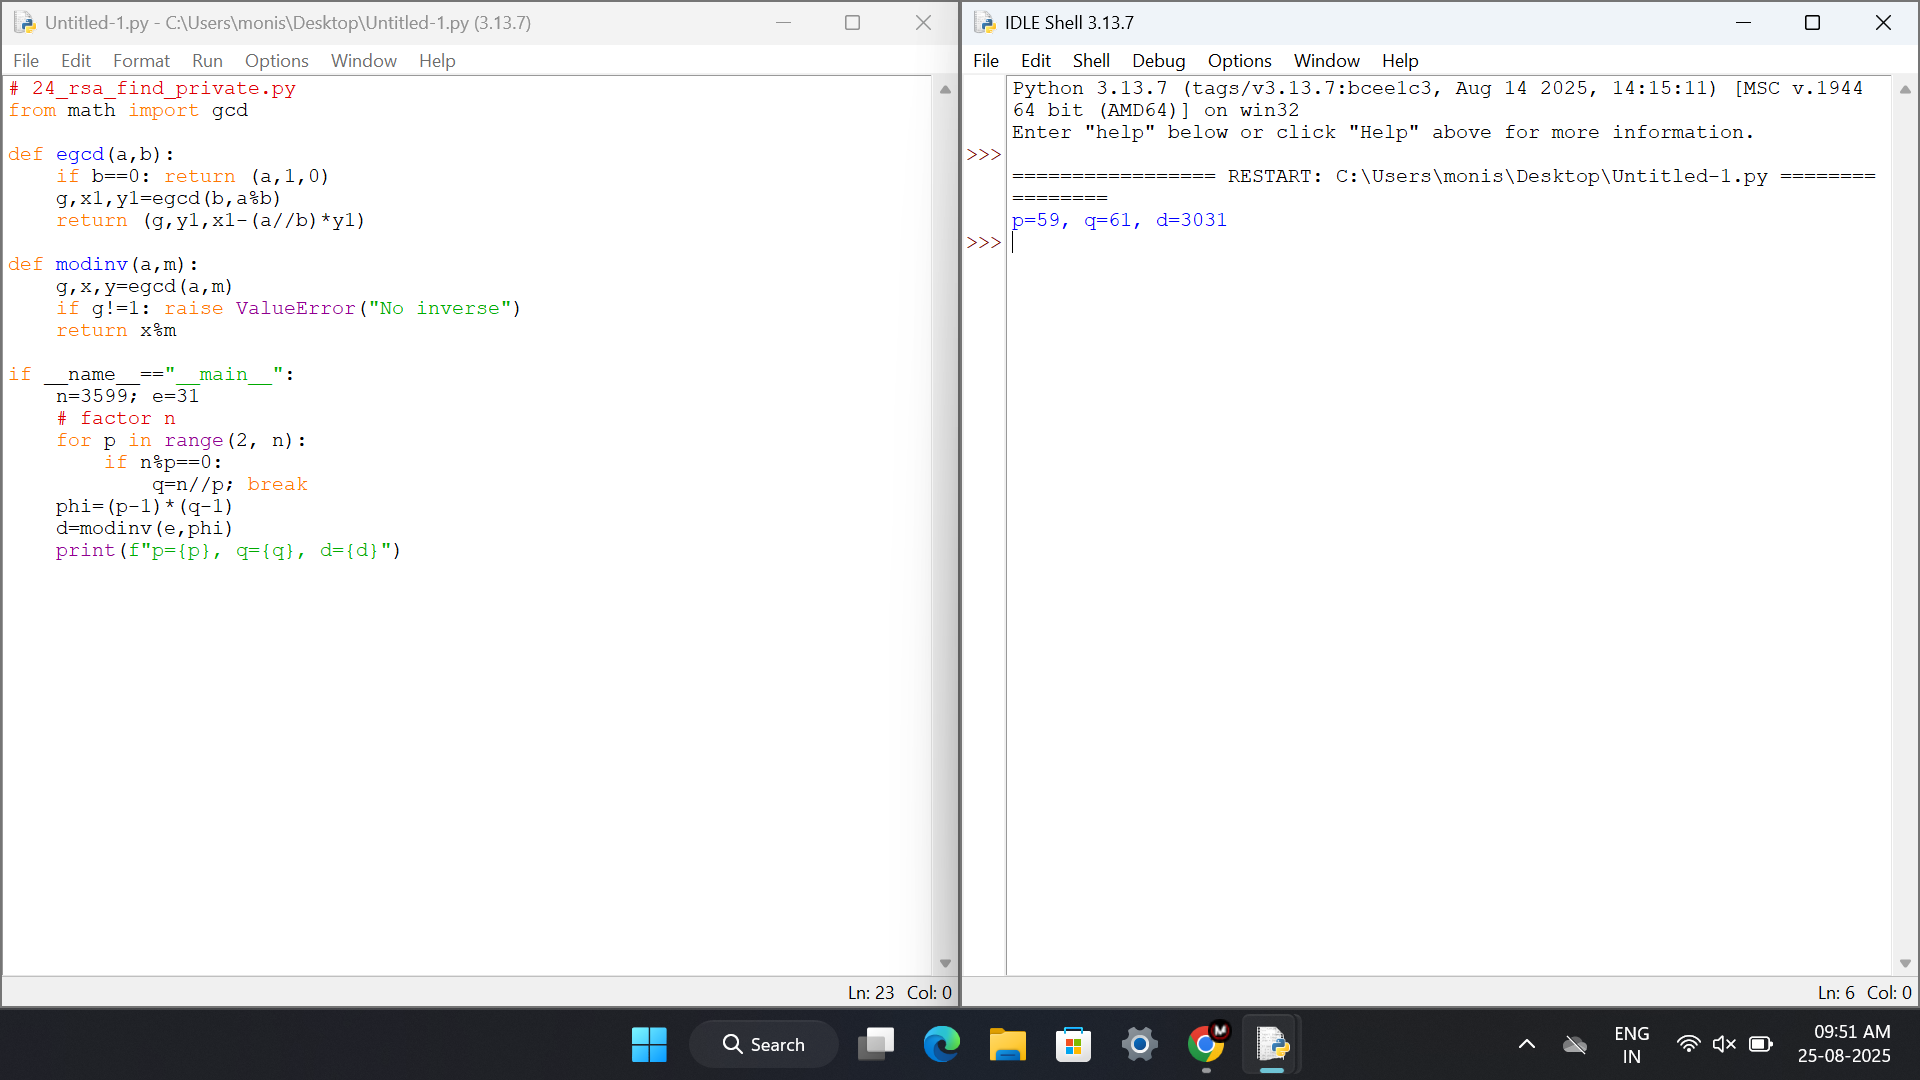 Untitled-1.py - C:\Users\monis\Desktop\Untitled-1.py (3.13.7)
File Edit Format Run Options Window Help
# 24_rsa_find_private.py
from math import gcd
def egcd(a,b):
    if b==0: return (a,1,0)
    g,x1,y1=egcd(b,a%b)
    return (g,y1,x1-(a//b)*y1)
def modinv(a,m):
    g,x,y=egcd(a,m)
    if g!=1: raise ValueError("No inverse")
    return x%m
if __name__=="__main__":
    n=3599; e=31
    # factor n
    for p in range(2, n):
        if n%p==0:
            q=n//p; break
    phi=(p-1)*(q-1)
    d=modinv(e,phi)
    print(f"p={p}, q={q}, d={d}")
Ln: 23 Col: 0
IDLE Shell 3.13.7
File Edit Shell Debug Options Window Help
Python 3.13.7 (tags/v3.13.7:bcee1c3, Aug 14 2025, 14:15:11) [MSC v.1944
64 bit (AMD64)] on win32
Enter "help" below or click "Help" above for more information.
>>>
================= RESTART: C:\Users\monis\Desktop\Untitled-1.py ========
========
p=59, q=61, d=3031
>>>
Ln: 6 Col: 0
Search
M
ENG
IN
09:51 AM
25-08-2025